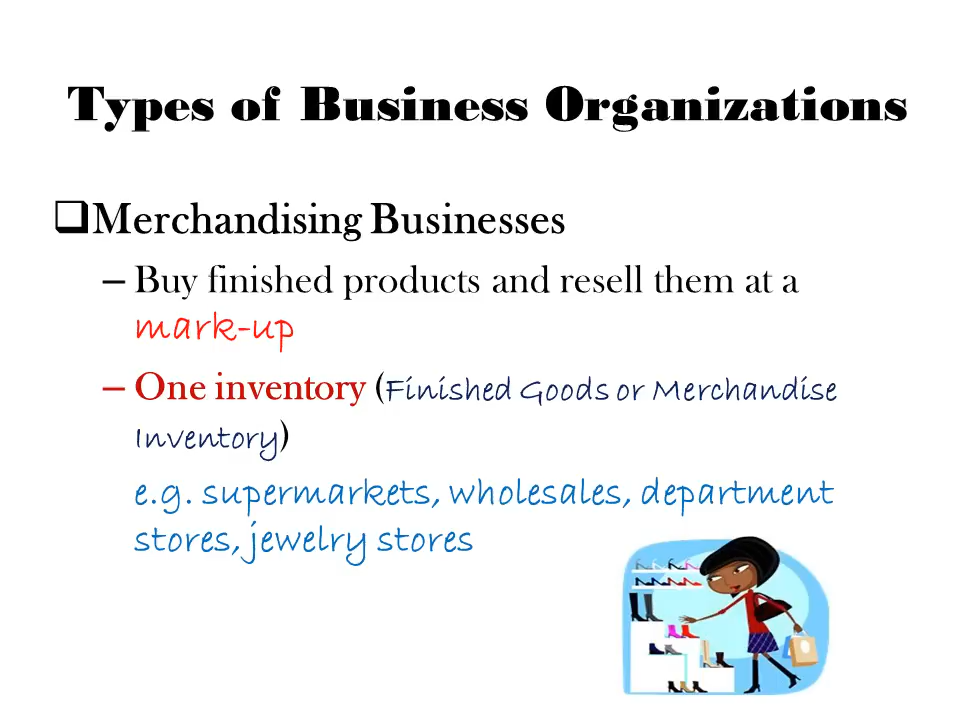 Types of Business Organizations
❑Merchandising Businesses
– Buy finished products and resell them at a
mark-up
– One inventory (Finished Goods or Merchandise
Inventory)
e.g. supermarkets, wholesales, department
stores, jewelry stores